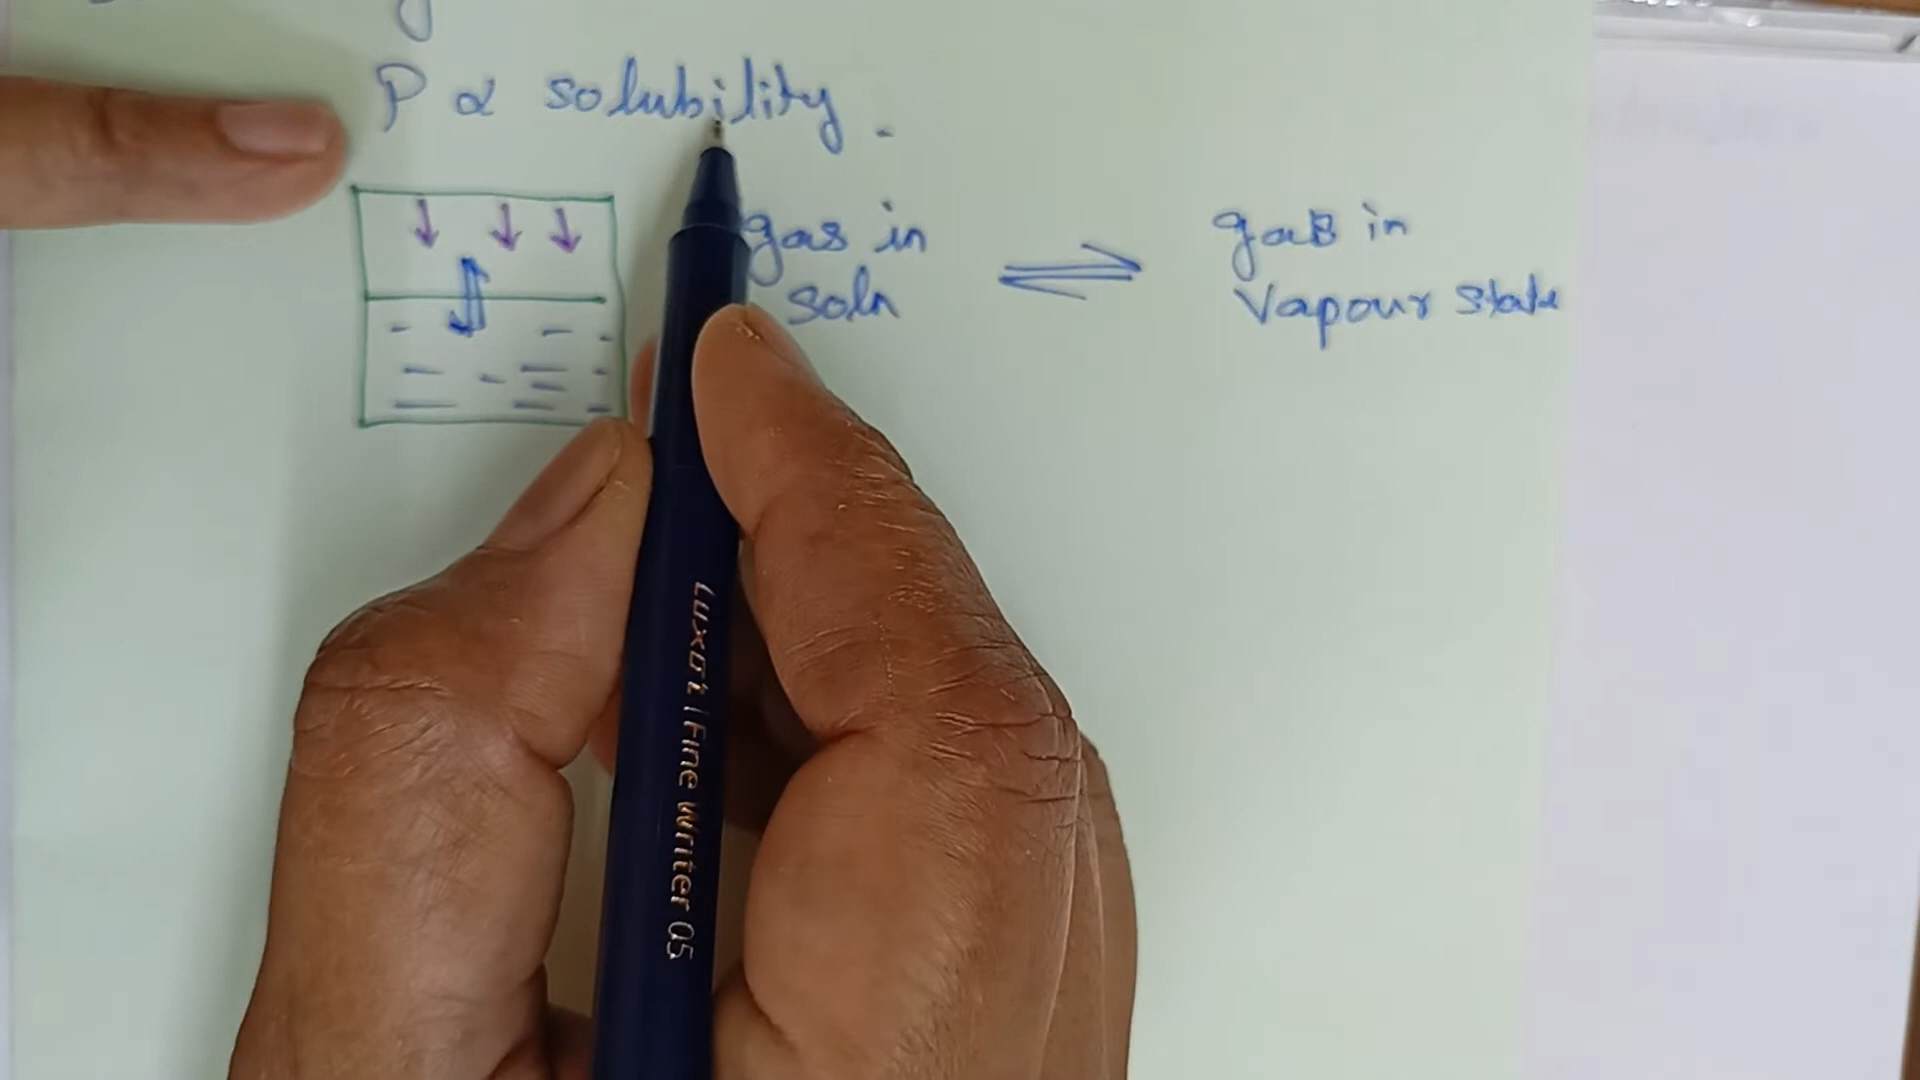 P ∝ solubility.
gas in
soln
⇌
gas in
Vapour state
Luxor | Fine Writer 05